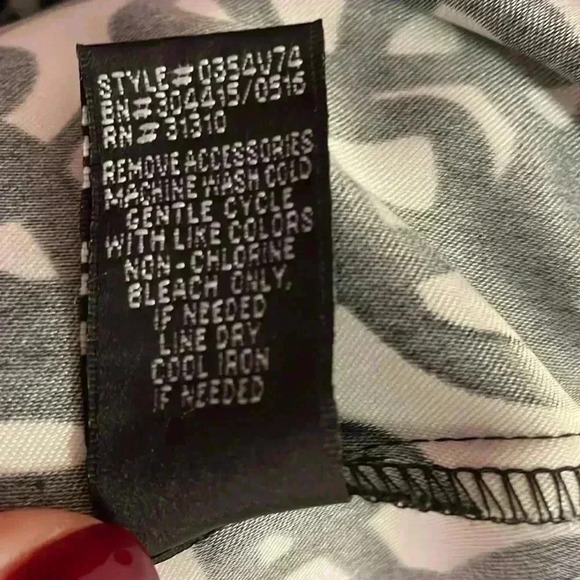 STYLE# 0354V74
EN# 304415/0516
RN# 31310
REMOVE ACCESSORIES
MACHINE WASH COLD
GENTLE CYCLE
WITH LIKE COLORS
NON-CHLORINE
BLEACH ONLY,
IF NEEDED
LINE DRY
COOL IRON
IF NEEDED